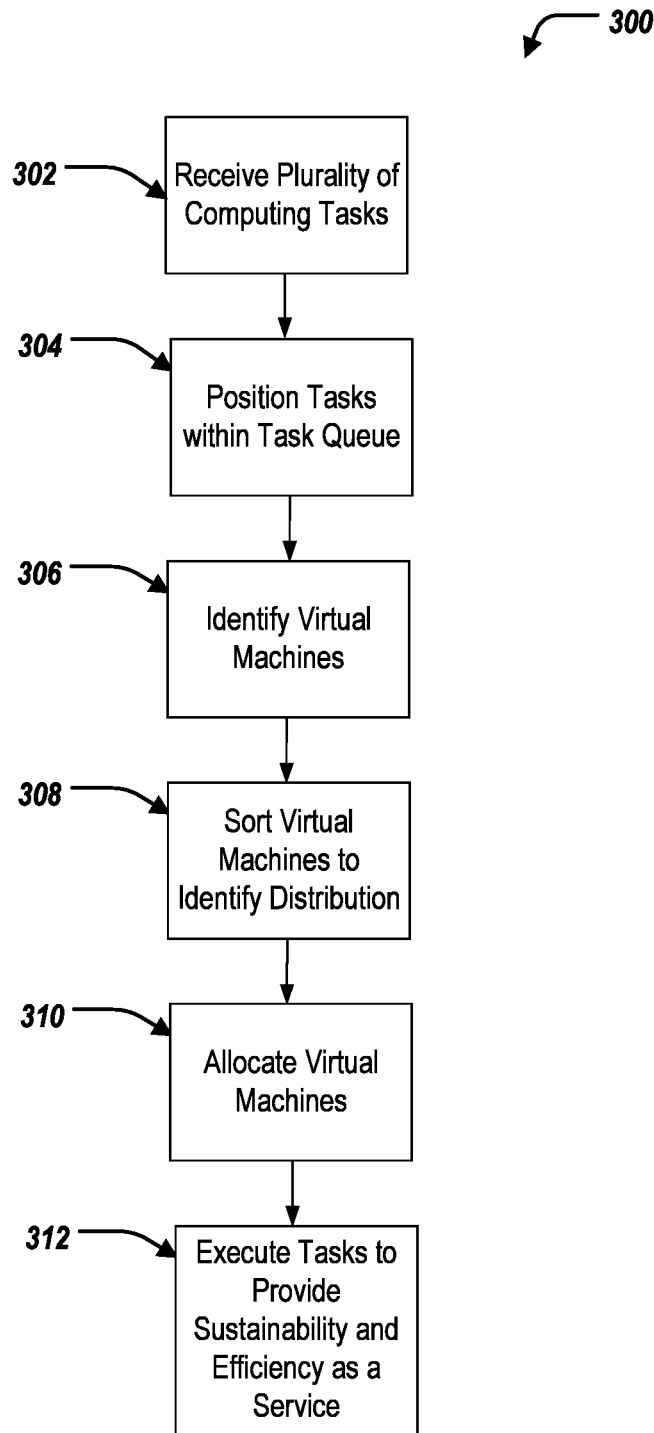 300
302
Receive Plurality of
Computing Tasks
304
Position Tasks
within Task Queue
306
Identify Virtual
Machines
308
Sort Virtual
Machines to
Identify Distribution
310
Allocate Virtual
Machines
312
Execute Tasks to
Provide
Sustainability and
Efficiency as a
Service